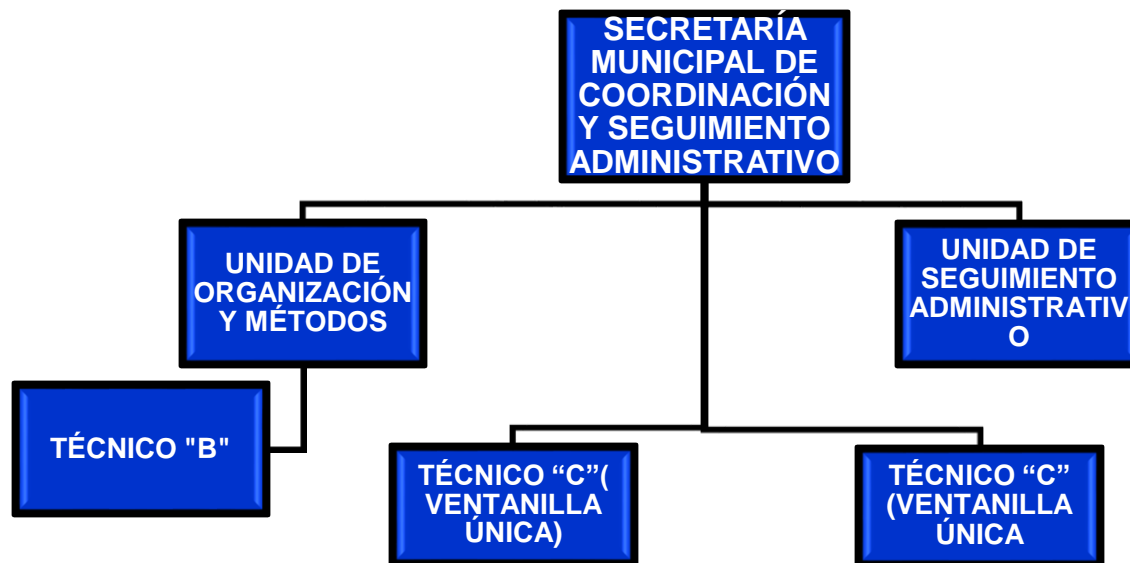 SECRETARÍA
MUNICIPAL DE
COORDINACIÓN
Y SEGUIMIENTO
ADMINISTRATIVO
UNIDAD DE
ORGANIZACIÓN
Y MÉTODOS
UNIDAD DE
SEGUIMIENTO
ADMINISTRATIV
O
TÉCNICO "B"
TÉCNICO “C”(
VENTANILLA
ÚNICA)
TÉCNICO “C”
(VENTANILLA
ÚNICA